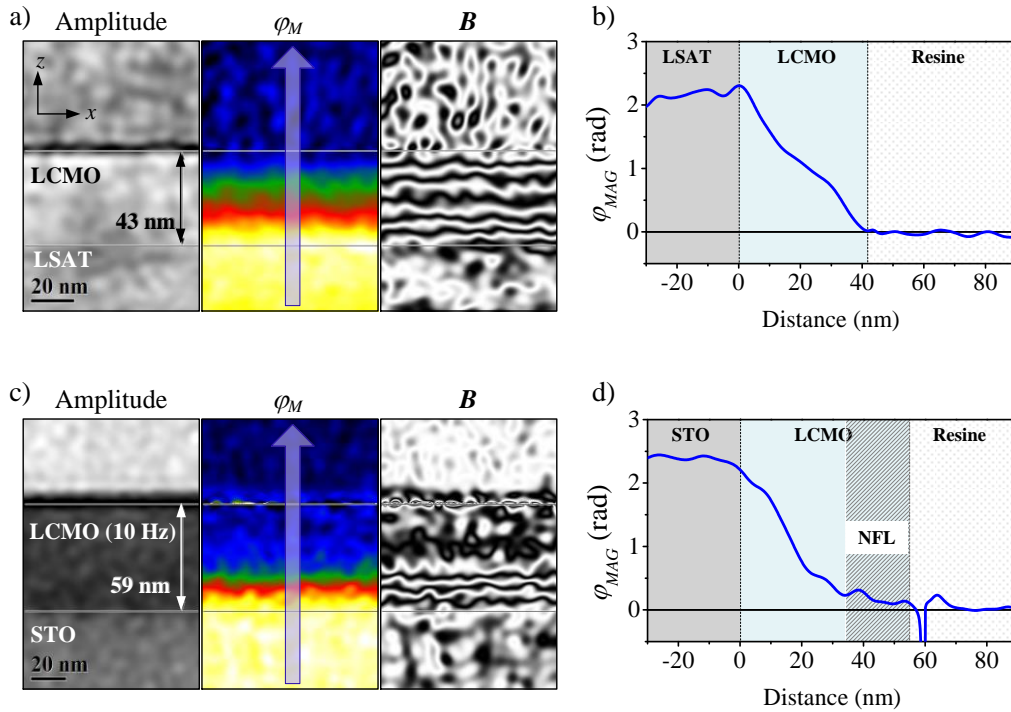 a)
Amplitude
φM
B
z
x
LCMO
43 nm
LSAT
20 nm
b)
3
2
1
0
φMAG (rad)
LSAT
LCMO
Resine
-20
0
20
40
60
80
Distance (nm)
c)
Amplitude
φM
B
LCMO (10 Hz)
59 nm
STO
20 nm
d)
3
2
1
0
φMAG (rad)
STO
LCMO
Resine
NFL
-20
0
20
40
60
80
Distance (nm)